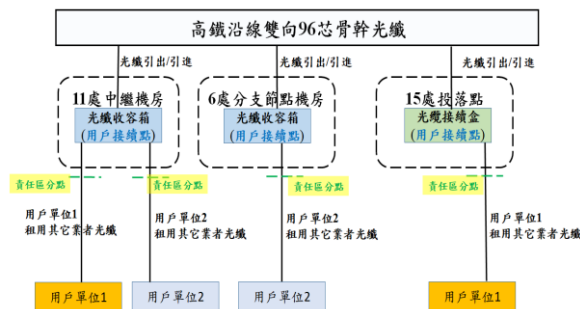 高鐵沿線雙向96芯骨幹光纖
光纖引出/引進
光纖引出/引進
光纖引出/引進
11處中繼機房
6處分支節點機房
15處投落點
光纖收容箱
(用戶接續點)
光纖收容箱
(用戶接續點)
光纜接續盒
(用戶接續點)
責任區分點
責任區分點
責任區分點
責任區分點
用戶單位1
租用其它業者光纖
用戶單位2
租用其它業者光纖
用戶單位2
租用其它業者光纖
用戶單位1
租用其它業者光纖
用戶單位1
用戶單位2
用戶單位2
用戶單位1